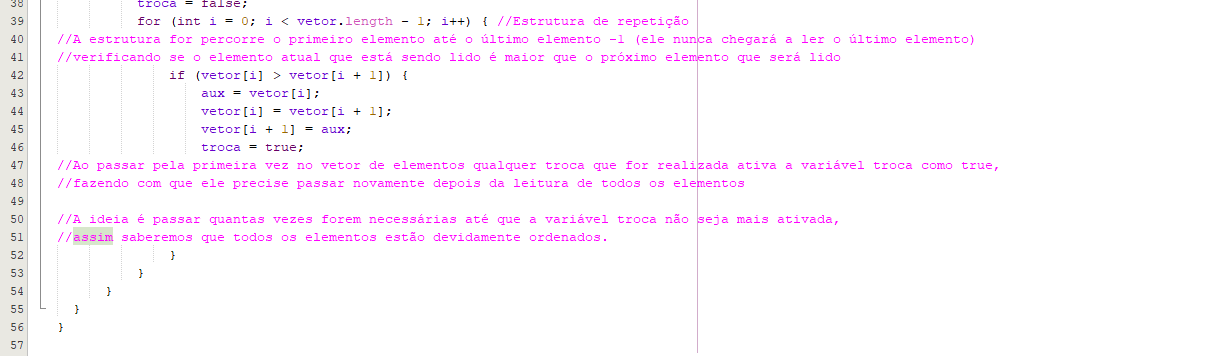 38 troca = false;
39 for (int i = 0; i < vetor.length - 1; i++) { //Estrutura de repetição
40 //A estrutura for percorre o primeiro elemento até o último elemento -1 (ele nunca chegará a ler o último elemento)
41 //verificando se o elemento atual que está sendo lido é maior que o próximo elemento que será lido
42 if (vetor[i] > vetor[i + 1]) {
43 aux = vetor[i];
44 vetor[i] = vetor[i + 1];
45 vetor[i + 1] = aux;
46 troca = true;
47 //Ao passar pela primeira vez no vetor de elementos qualquer troca que for realizada ativa a variável troca como true,
48 //fazendo com que ele precise passar novamente depois da leitura de todos os elementos
49
50 //A ideia é passar quantas vezes forem necessárias até que a variável troca não seja mais ativada,
51 //assim saberemos que todos os elementos estão devidamente ordenados.
52 }
53 }
54 }
55 }
56 }
57